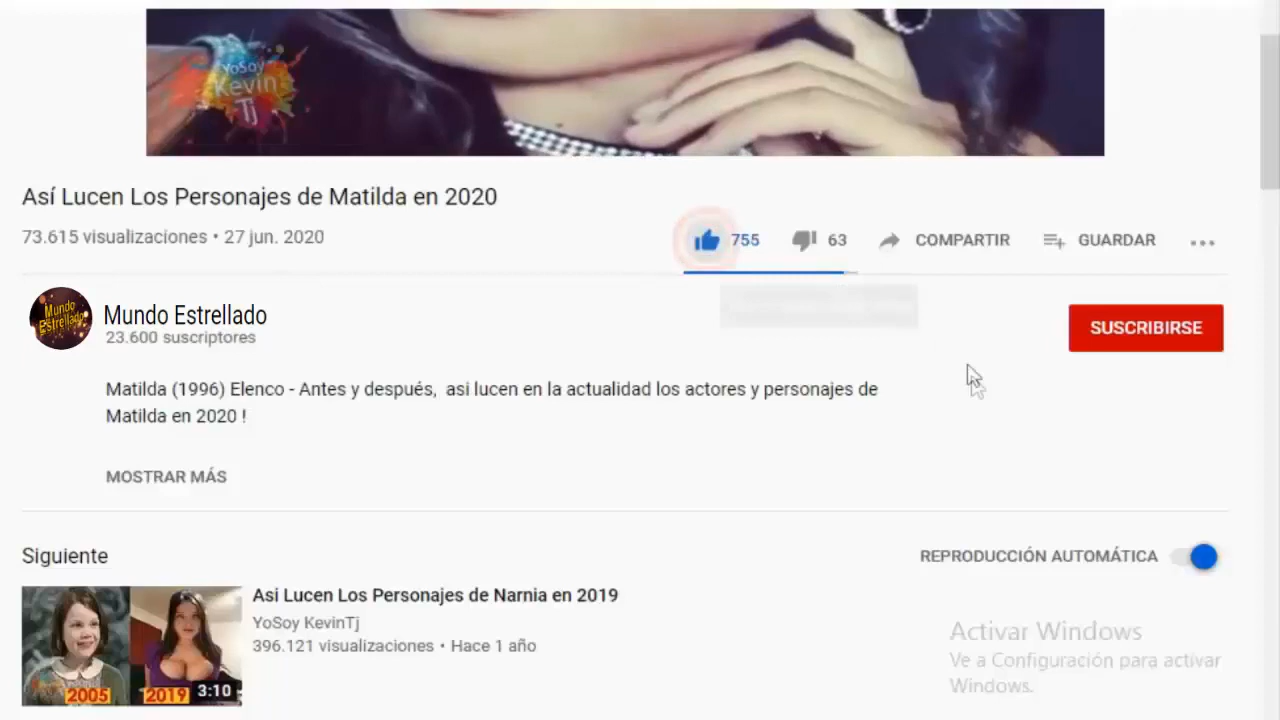 YoSoy
Kevin
Tj
Así Lucen Los Personajes de Matilda en 2020
73.615 visualizaciones • 27 jun. 2020
755
63
COMPARTIR
GUARDAR
Mundo
Estrellado
Mundo Estrellado
23.600 suscriptores
SUSCRIBIRSE
Matilda (1996) Elenco - Antes y después, asi lucen en la actualidad los actores y personajes de
Matilda en 2020 !
MOSTRAR MÁS
Siguiente
REPRODUCCIÓN AUTOMÁTICA
Asi Lucen Los Personajes de Narnia en 2019
YoSoy KevinTj
396.121 visualizaciones • Hace 1 año
2005
2019
3:10
Activar Windows
Ve a Configuración para activar
Windows.